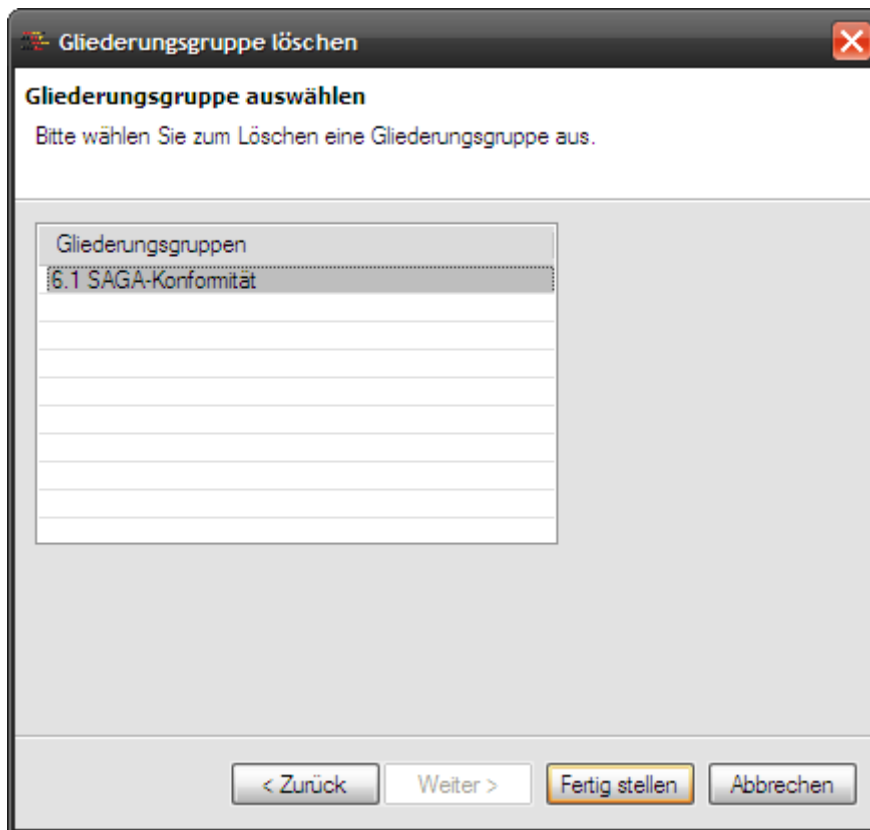 Gliederungsgruppe löschen
Gliederungsgruppe auswählen
Bitte wählen Sie zum Löschen eine Gliederungsgruppe aus.
Gliederungsgruppen
6.1 SAGA-Konformität
< Zurück Weiter > Fertig stellen Abbrechen